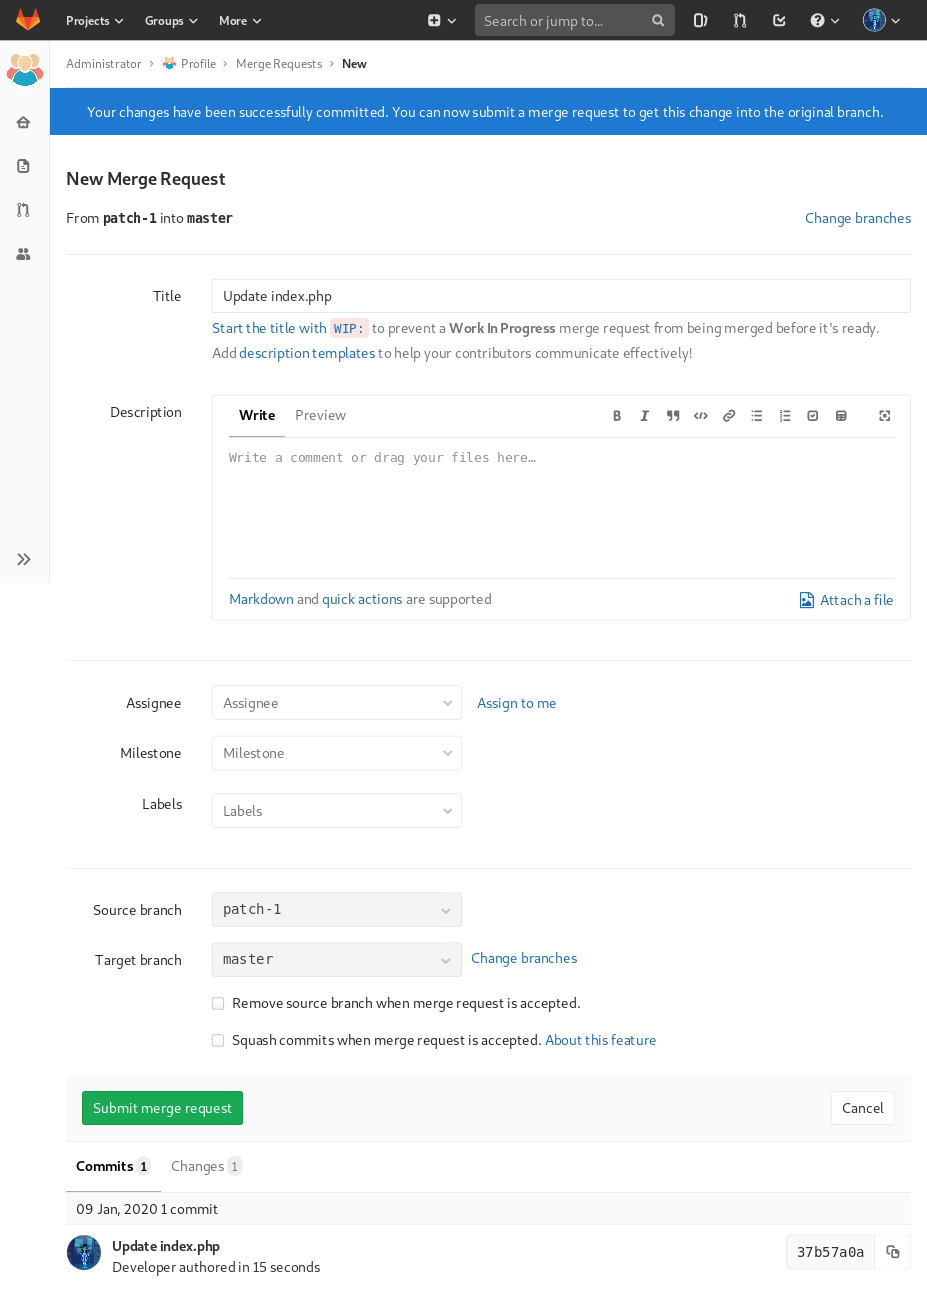 Projects Groups More Search or jump to...
Administrator > Profile > Merge Requests > New
Your changes have been successfully committed. You can now submit a merge request to get this change into the original branch.
New Merge Request
From patch-1 into master Change branches
Title Update index.php
Start the title with WIP: to prevent a Work In Progress merge request from being merged before it's ready.
Add description templates to help your contributors communicate effectively!
Description Write Preview
Write a comment or drag your files here…
Markdown and quick actions are supported Attach a file
Assignee Assignee Assign to me
Milestone Milestone
Labels Labels
Source branch patch-1
Target branch master Change branches
Remove source branch when merge request is accepted.
Squash commits when merge request is accepted. About this feature
Submit merge request Cancel
Commits 1 Changes 1
09 Jan, 2020 1 commit
Update index.php 37b57a0a
Developer authored in 15 seconds